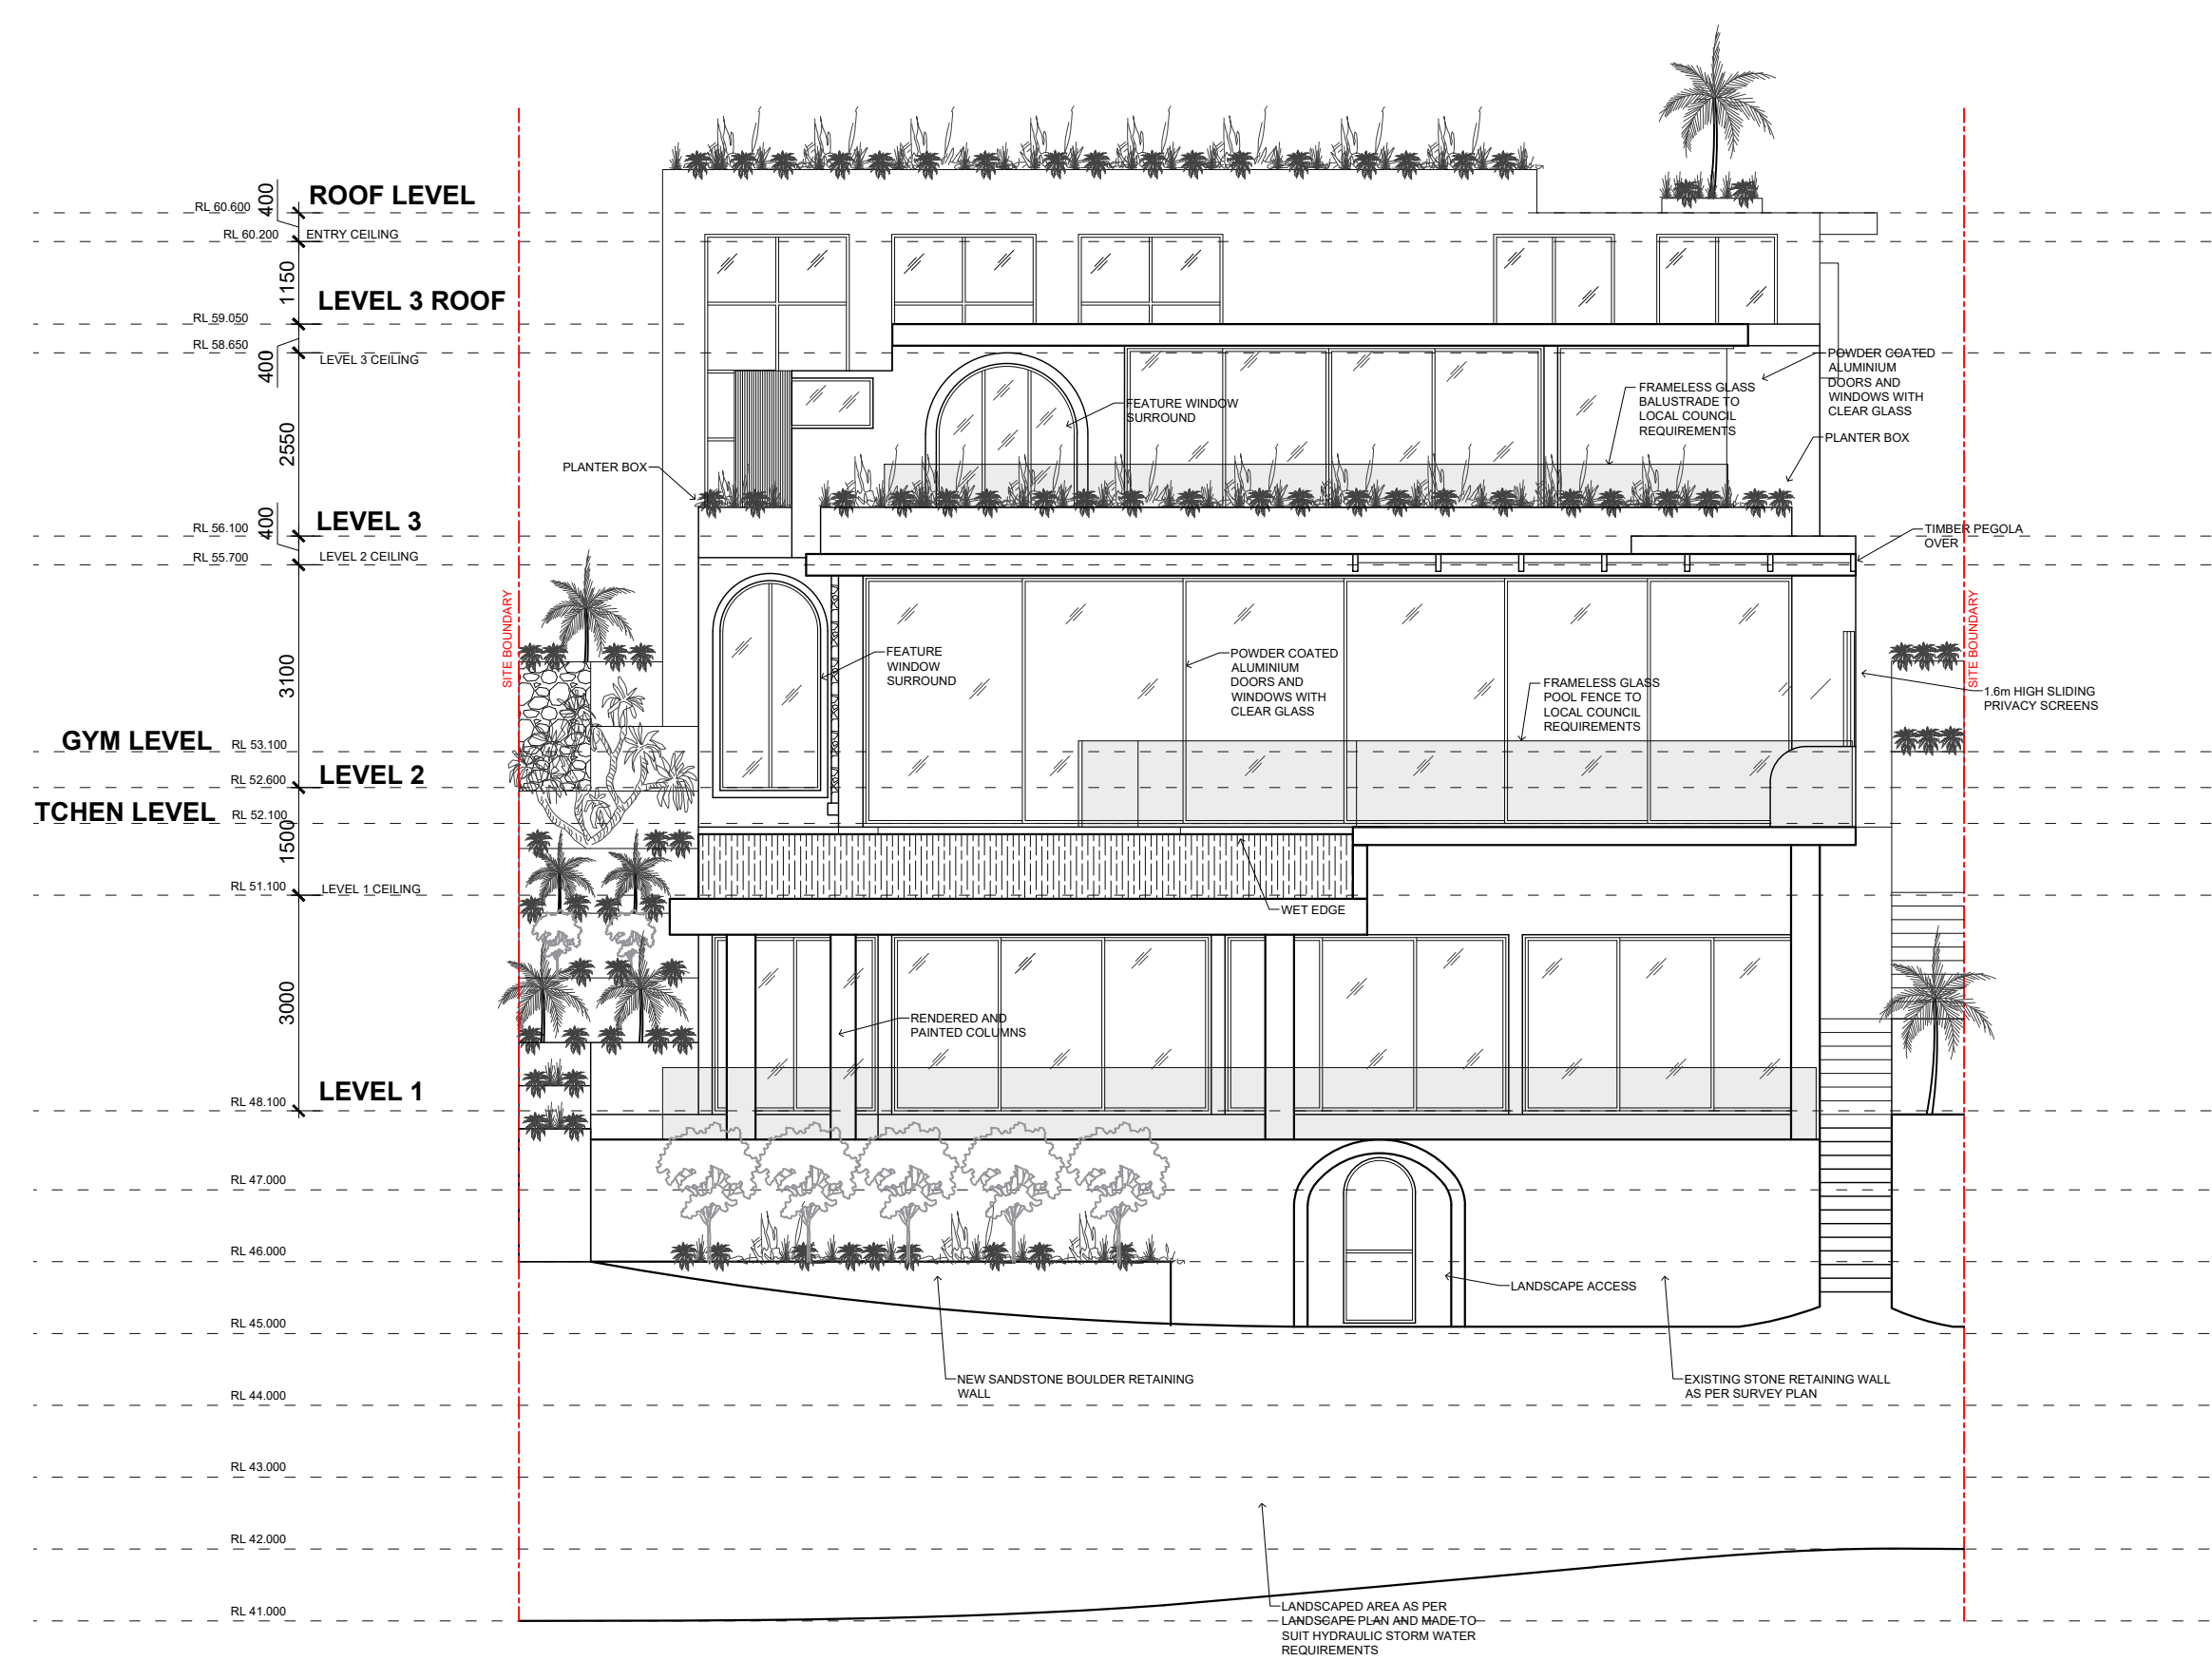 400
ROOF LEVEL
RL 60.600
RL 60.200
ENTRY CEILING
1150
LEVEL 3 ROOF
RL 59.050
RL 58.650
400
LEVEL 3 CEILING
2550
LEVEL 3
RL 56.100
400
RL 55.700
LEVEL 2 CEILING
3100
GYM LEVEL
RL 53.100
LEVEL 2
RL 52.600
TCHEN LEVEL
RL 52.100
1500
RL 51.100
LEVEL 1 CEILING
3000
LEVEL 1
RL 48.100
RL 47.000
RL 46.000
RL 45.000
RL 44.000
RL 43.000
RL 42.000
RL 41.000
SITE BOUNDARY
PLANTER BOX
FEATURE WINDOW
SURROUND
FRAMELESS GLASS
BALUSTRADE TO
LOCAL COUNCIL
REQUIREMENTS
POWDER COATED
ALUMINIUM
DOORS AND
WINDOWS WITH
CLEAR GLASS
PLANTER BOX
TIMBER PEGOLA
OVER
FEATURE
WINDOW
SURROUND
POWDER COATED
ALUMINIUM
DOORS AND
WINDOWS WITH
CLEAR GLASS
FRAMELESS GLASS
POOL FENCE TO
LOCAL COUNCIL
REQUIREMENTS
SITE BOUNDARY
1.6m HIGH SLIDING
PRIVACY SCREENS
WET EDGE
RENDERED AND
PAINTED COLUMNS
LANDSCAPE ACCESS
NEW SANDSTONE BOULDER RETAINING
WALL
EXISTING STONE RETAINING WALL
AS PER SURVEY PLAN
LANDSCAPED AREA AS PER
LANDSCAPE PLAN AND MADE TO
SUIT HYDRAULIC STORM WATER
REQUIREMENTS